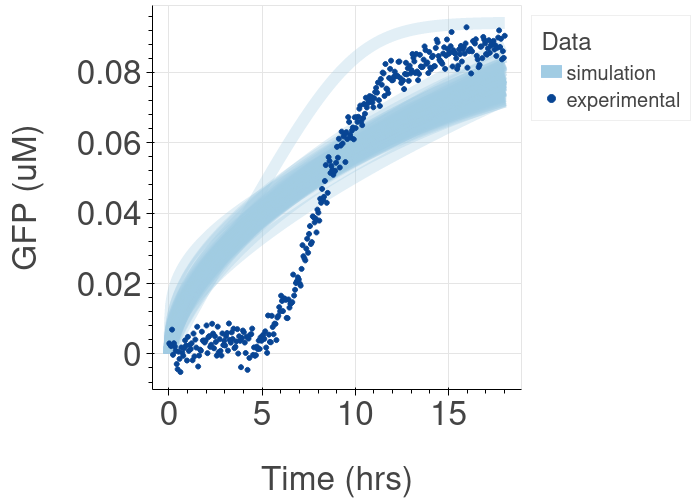 Data
simulation
experimental
GFP (uM)
0.08
0.06
0.04
0.02
0
0 5 10 15
Time (hrs)